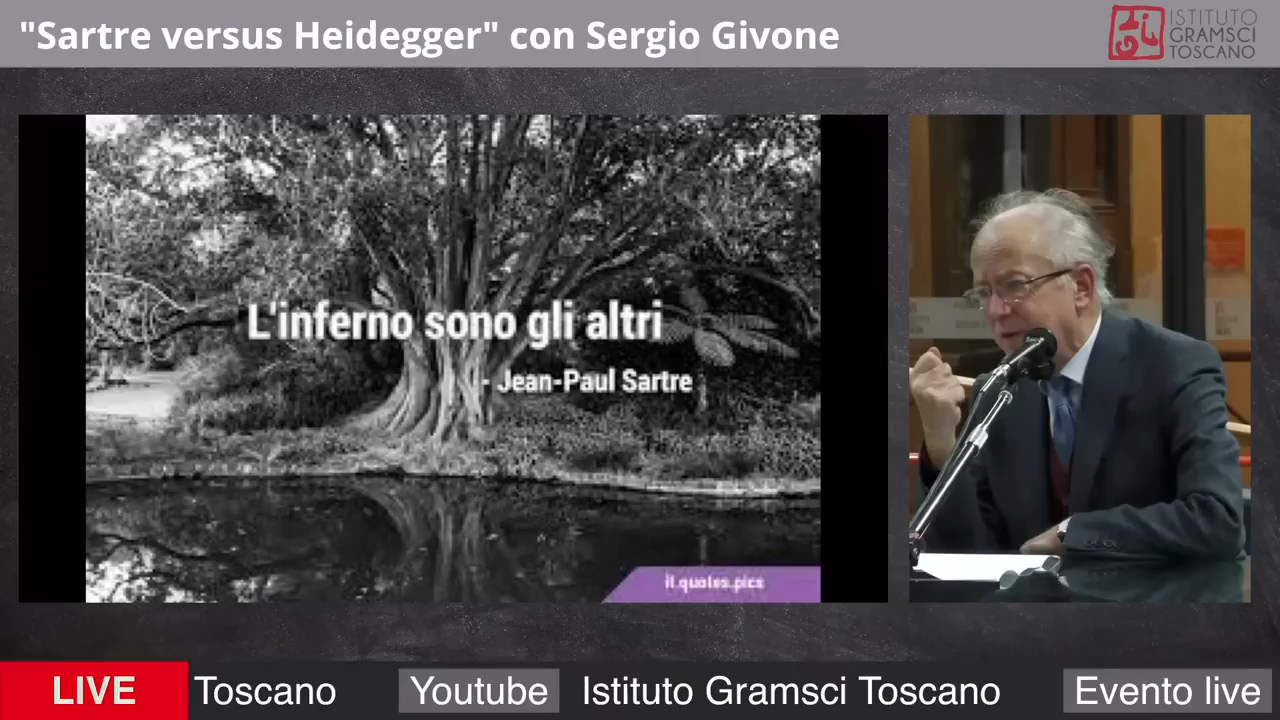 "Sartre versus Heidegger" con Sergio Givone
ISTITUTO
GRAMSCI
TOSCANO
L'inferno sono gli altri
- Jean-Paul Sartre
it.quotes.pics
LIVE Toscano Youtube Istituto Gramsci Toscano Evento live